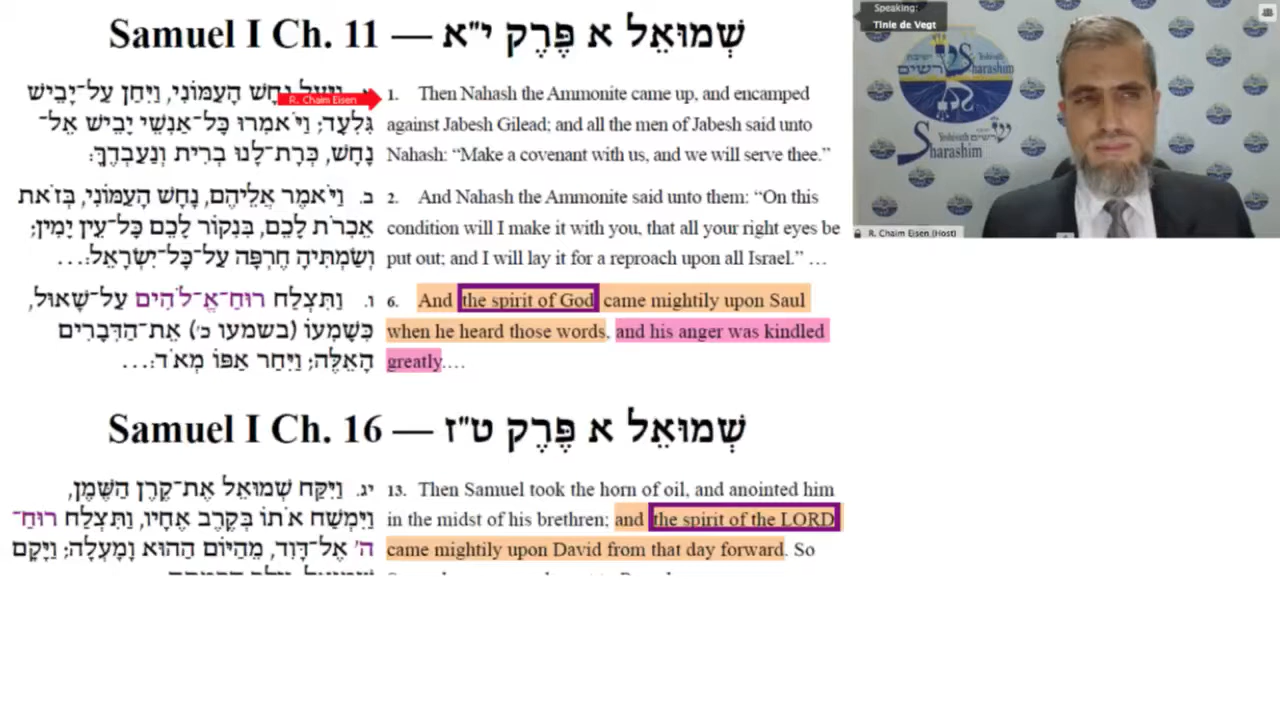 Samuel I Ch. 11 — שְׁמוּאֵל א פֶּרֶק י״א
נָחָשׁ הָעַמּוֹנִי, וַיִּחַן עַל־יָבֵישׁ
גִּלְעָד; וַיֹּאמְרוּ כָּל־אַנְשֵׁי יָבֵישׁ אֶל־
נָחָשׁ, כְּרָת־לָנוּ בְרִית וְנַעַבְדֶךָּ:
R. Chaim Eisen
1. Then Nahash the Ammonite came up, and encamped
against Jabesh Gilead; and all the men of Jabesh said unto
Nahash: “Make a covenant with us, and we will serve thee.”
ב. וַיֹּאמֶר אֲלֵיהֶם, נָחָשׁ הָעַמּוֹנִי, בְּזֹאת
אֶכְרֹת לָכֶם, בִּנְקוֹר לָכֶם כָּל־עֵין יָמִין;
וְשַׂמְתִּיהָ חֶרְפָּה עַל־כָּל־יִשְׂרָאֵל:...
2. And Nahash the Ammonite said unto them: “On this
condition will I make it with you, that all your right eyes be
put out; and I will lay it for a reproach upon all Israel.” …
ו. וַתִּצְלַח רוּחַ־אֱ־לֹהִים עַל־שָׁאוּל,
כְּשָׁמְעוֹ (בשמעו כ׳) אֶת־הַדְּבָרִים
הָאֵלֶּה; וַיִּחַר אַפּוֹ מְאֹד:...
6. And the spirit of God came mightily upon Saul
when he heard those words, and his anger was kindled
greatly….
Samuel I Ch. 16 — שְׁמוּאֵל א פֶּרֶק ט״ז
יג. וַיִּקַּח שְׁמוּאֵל אֶת־קֶרֶן הַשֶּׁמֶן,
וַיִּמְשַׁח אֹתוֹ בְּקֶרֶב אֶחָיו, וַתִּצְלַח רוּחַ־
ה׳ אֶל־דָּוִד, מֵהַיּוֹם הַהוּא וָמָעְלָה; וַיָּקָם
13. Then Samuel took the horn of oil, and anointed him
in the midst of his brethren; and the spirit of the LORD
came mightily upon David from that day forward. So
Speaking:
Tinie de Vegt
ישיבת
שרשים
Yeshivath
Sharashim
Yeshivath
Sharashim
R. Chaim Eisen (Host)